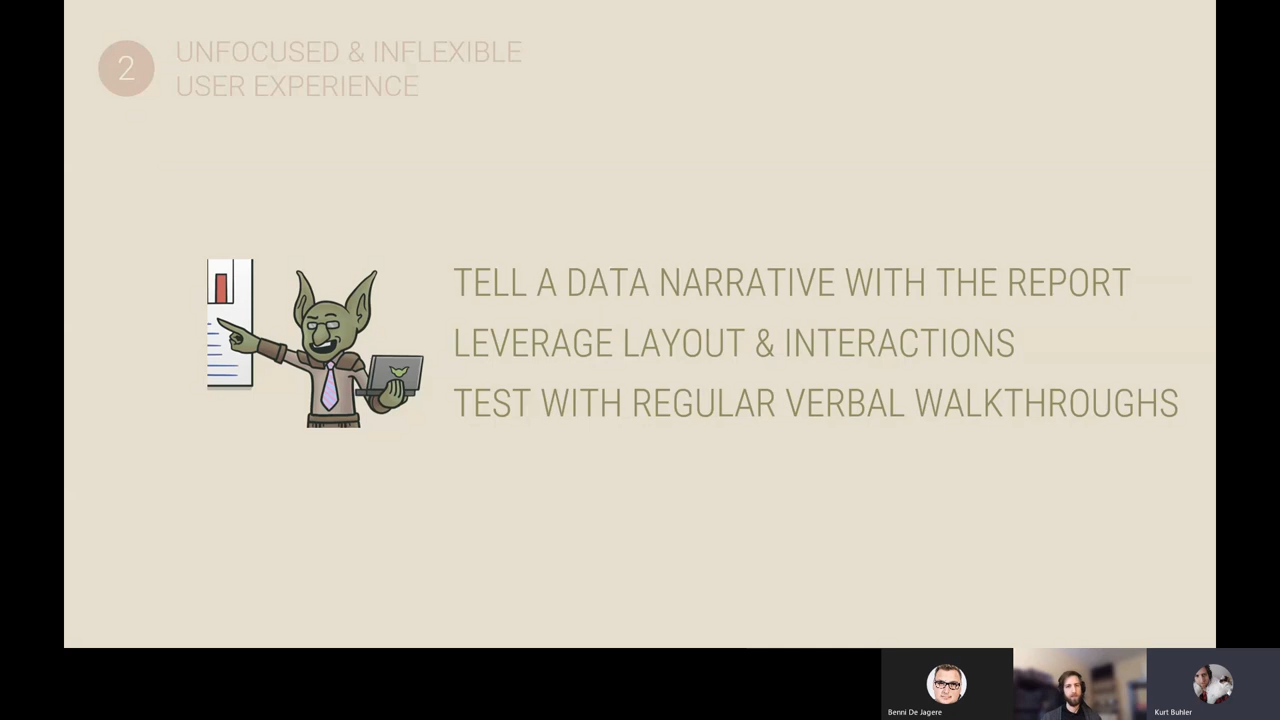 2
UNFOCUSED & INFLEXIBLE
USER EXPERIENCE
TELL A DATA NARRATIVE WITH THE REPORT
LEVERAGE LAYOUT & INTERACTIONS
TEST WITH REGULAR VERBAL WALKTHROUGHS
Benni De Jagere
Kurt Buhler